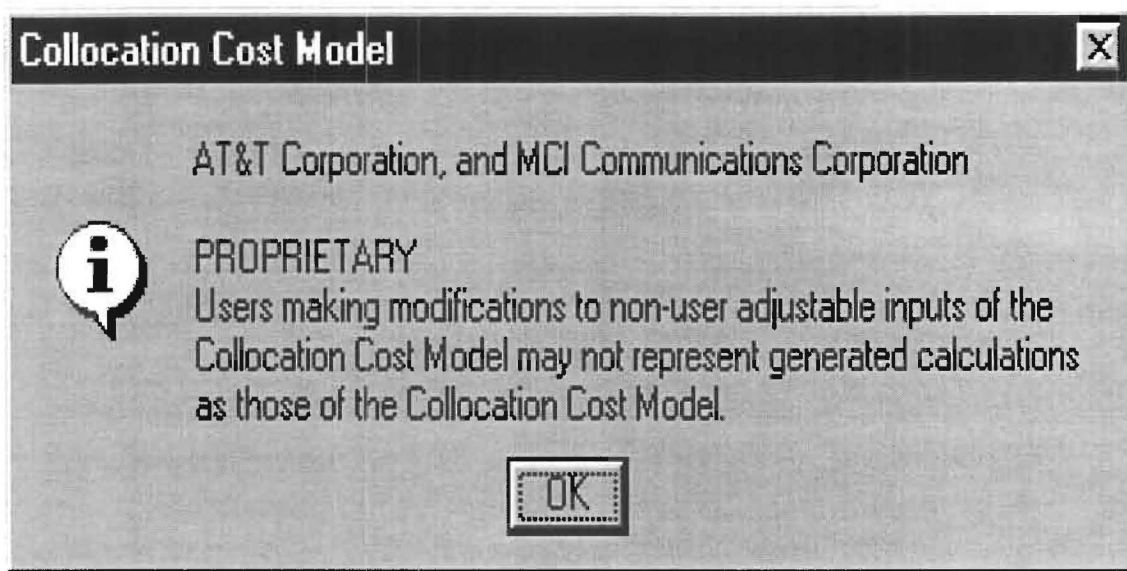 Collocation Cost Model
AT&T Corporation, and MCI Communications Corporation
PROPRIETARY
Users making modifications to non-user adjustable inputs of the
Collocation Cost Model may not represent generated calculations
as those of the Collocation Cost Model.
OK